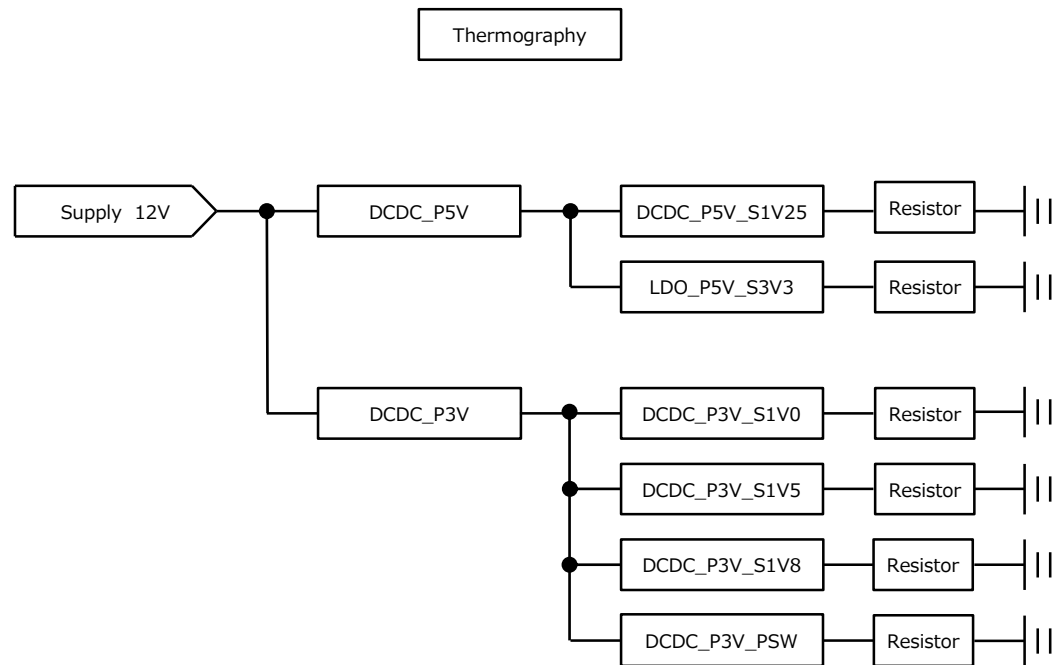 Thermography
Supply 12V
DCDC_P5V
DCDC_P5V_S1V25
Resistor
LDO_P5V_S3V3
Resistor
DCDC_P3V
DCDC_P3V_S1V0
Resistor
DCDC_P3V_S1V5
Resistor
DCDC_P3V_S1V8
Resistor
DCDC_P3V_PSW
Resistor